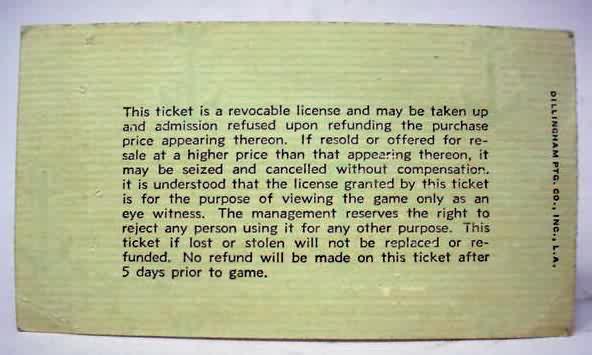 This ticket is a revocable license and may be taken up
and admission refused upon refunding the purchase
price appearing thereon. If resold or offered for re-
sale at a higher price than that appearing thereon, it
may be seized and cancelled without compensation.
it is understood that the license granted by this ticket
is for the purpose of viewing the game only as an
eye witness. The management reserves the right to
reject any person using it for any other purpose. This
ticket if lost or stolen will not be replaced or re-
funded. No refund will be made on this ticket after
5 days prior to game.
DILLINGHAM PTG. CO., INC., L.A.